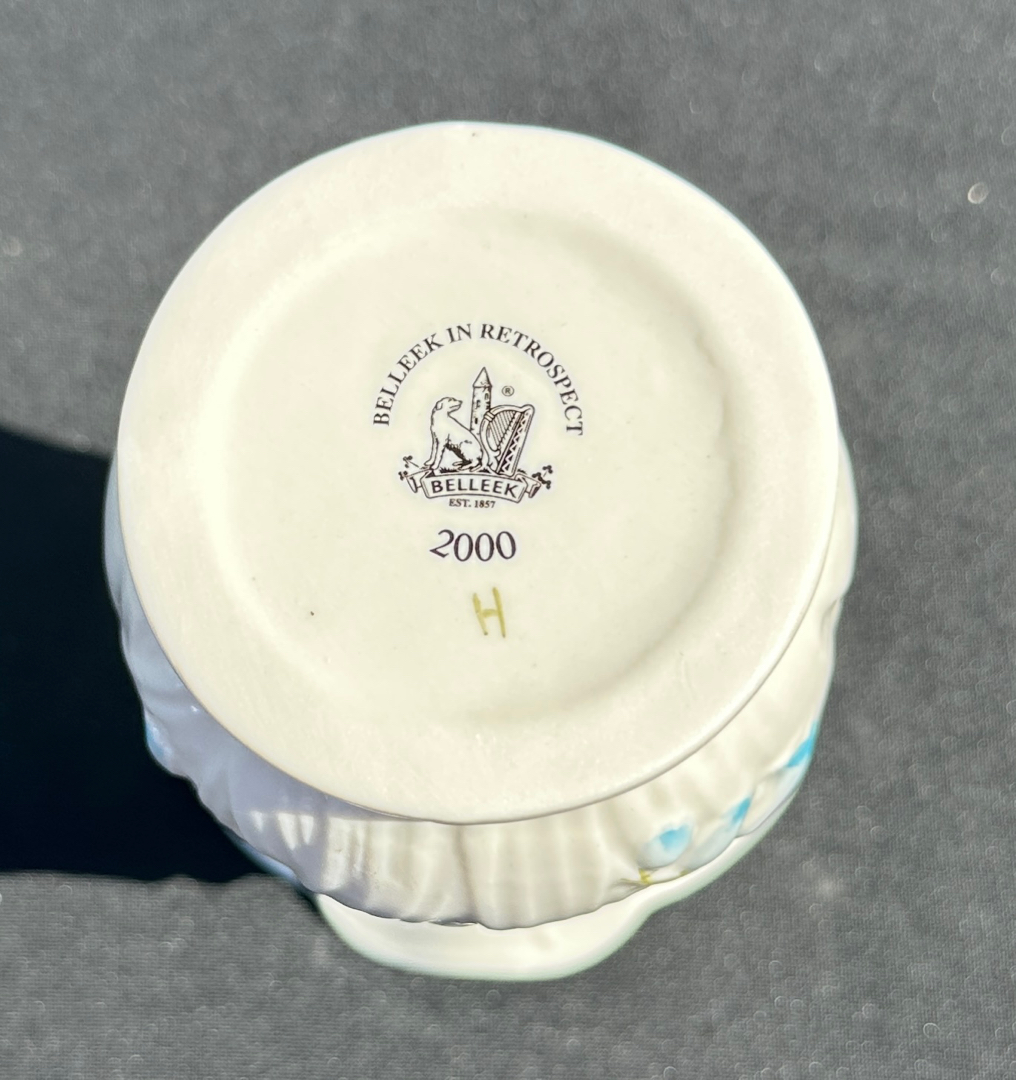 BELLEEK IN RETROSPECT
®
BELLEEK
EST. 1857
2000
H